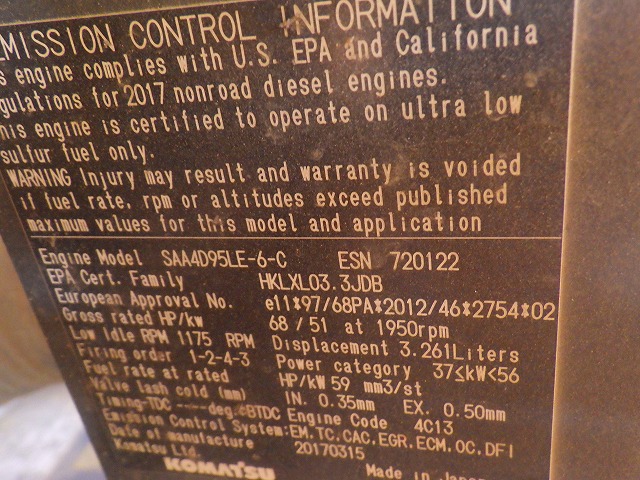 EMISSION CONTROL INFORMATION
s engine complies with U.S. EPA and California
gulations for 2017 nonroad diesel engines.
his engine is certified to operate on ultra low
sulfur fuel only.
WARNING Injury may result and warranty is voided
if fuel rate, rpm or altitudes exceed published
maximum values for this model and application
Engine Model SAA4D95LE-6-C ESN 720122
EPA Cert. Family HKLXL03.3JDB
European Approval No. e11*97/68PA*2012/46*2754*02
Gross rated HP/kw 68/51 at 1950rpm
Low Idle RPM 1175 RPM Displacement 3.261Liters
Firing order 1-2-4-3 Power category 37≤kW<56
Fuel rate at rated HP/kW 59 mm3/st
Valve lash cold (mm) IN. 0.35mm EX. 0.50mm
Timing-TDC ---- deg.cBTDC Engine Code 4C13
Emission Control System:EM,TC,CAC,EGR,ECM,OC,DFI
Date of manufacture 20170315
Komatsu Ltd.
KOMATSU Made in Japan